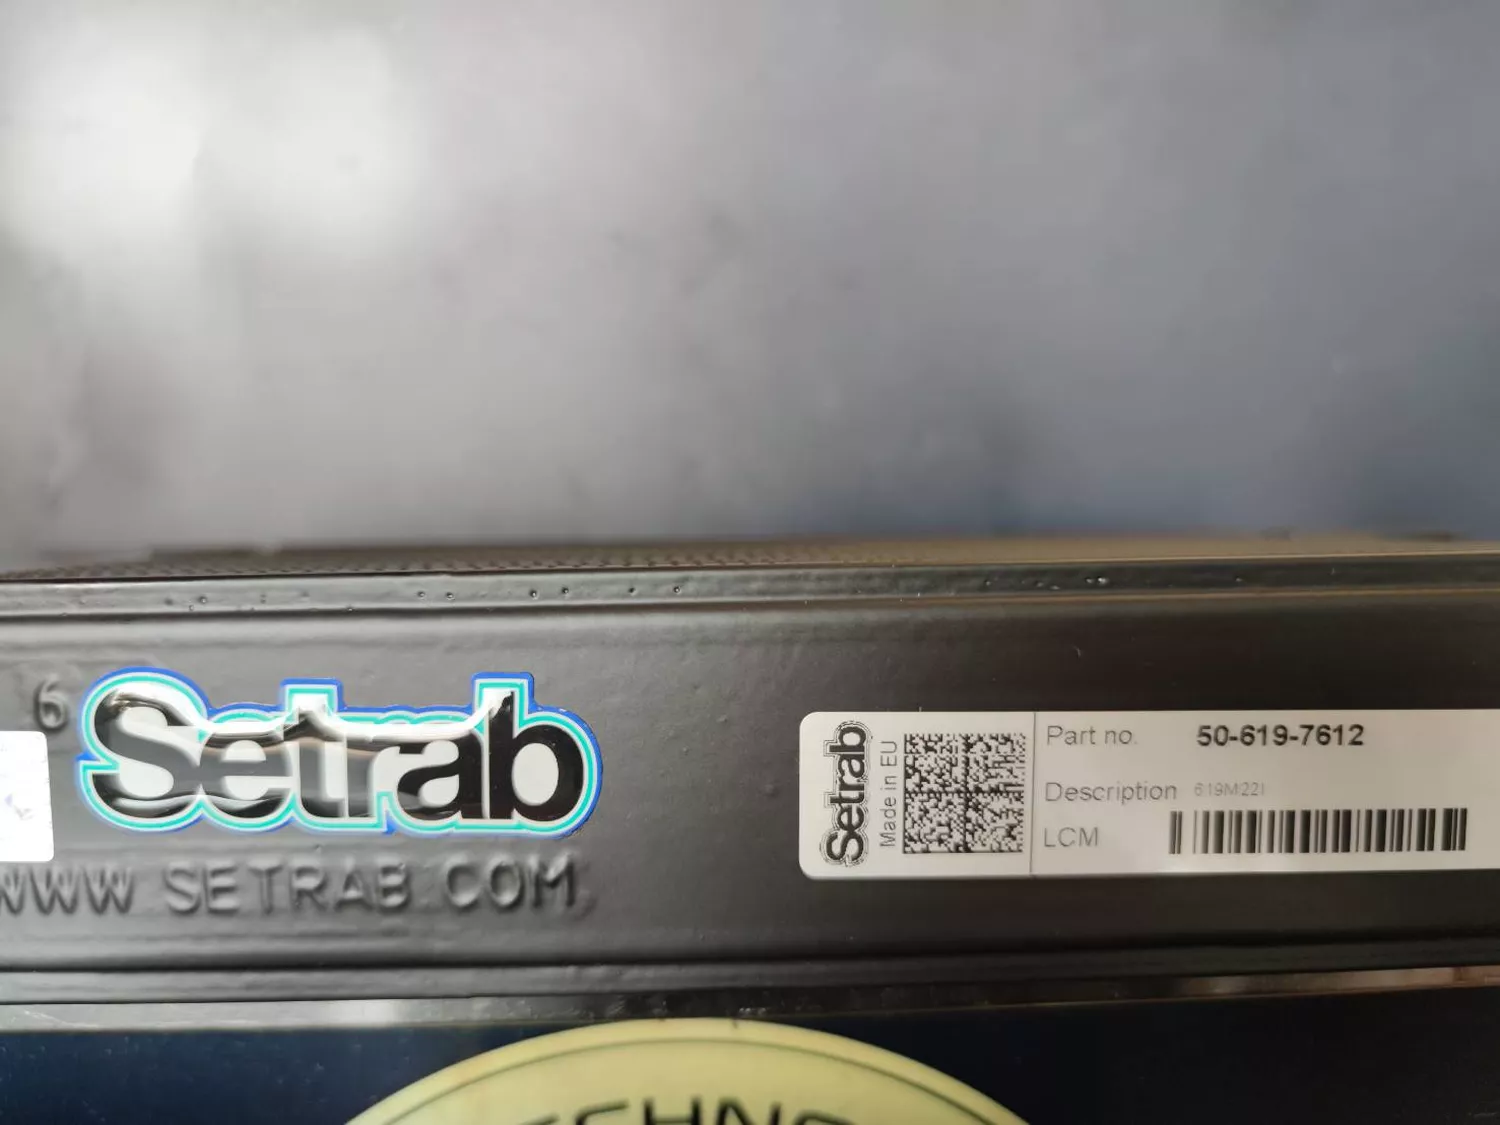 6
Setrab
WWW SETRAB.COM
Setrab
Made in EU
Part no. 50-619-7612
Description 619M22I
LCM